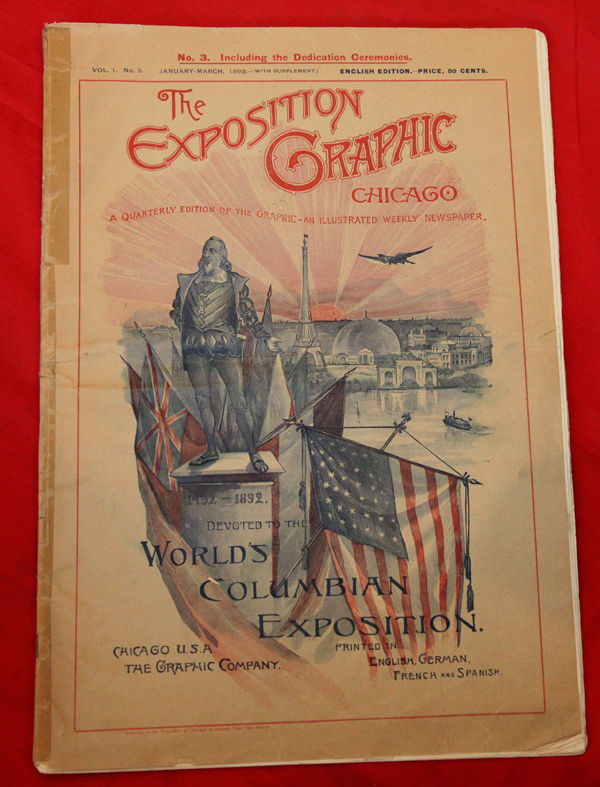 No. 3. Including the Dedication Ceremonies.
VOL. 1. No. 3. JANUARY-MARCH, 1893.—(WITH SUPPLEMENT.) ENGLISH EDITION.—PRICE, 50 CENTS.
The
EXPOSITION
GRAPHIC
CHICAGO
A QUARTERLY EDITION OF THE GRAPHIC—AN ILLUSTRATED WEEKLY NEWSPAPER.
1492—1892.
DEVOTED TO THE
WORLD'S
COLUMBIAN
EXPOSITION.
CHICAGO U.S.A
THE GRAPHIC COMPANY.
PRINTED IN
ENGLISH, GERMAN,
FRENCH AND SPANISH.